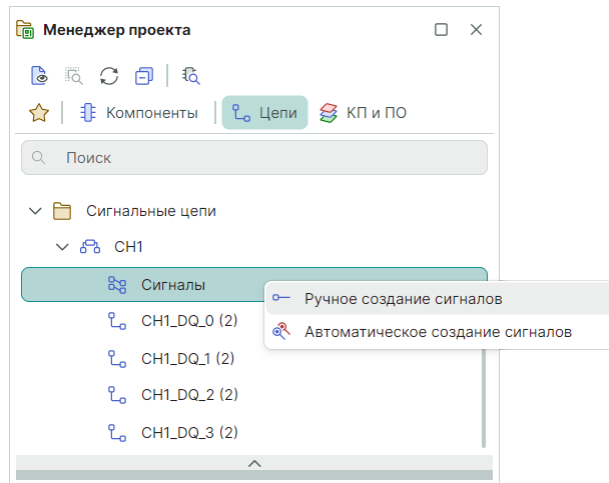 Менеджер проекта
Компоненты
Цепи
КП и ПО
Поиск
Сигнальные цепи
CH1
Сигналы
Ручное создание сигналов
CH1_DQ_0 (2)
Автоматическое создание сигналов
CH1_DQ_1 (2)
CH1_DQ_2 (2)
CH1_DQ_3 (2)